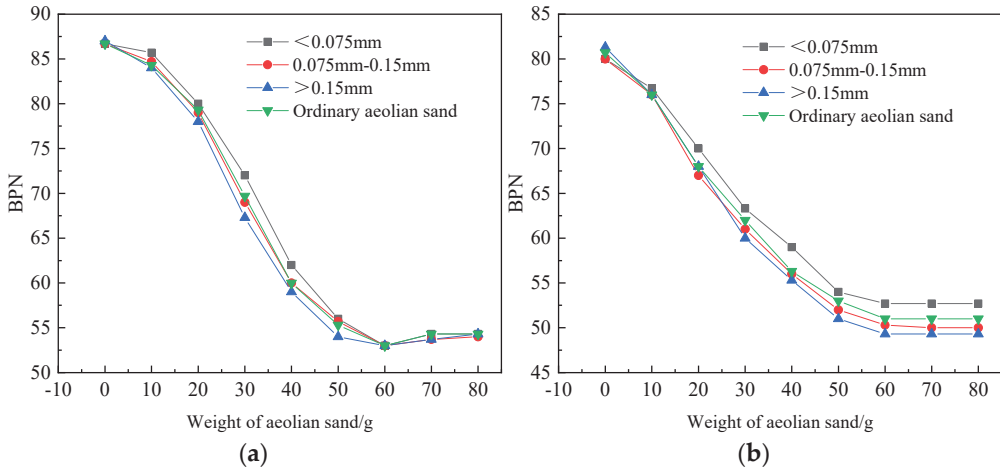 90
85
80
75
70
65
60
55
50
BPN
<0.075mm
0.075mm-0.15mm
>0.15mm
Ordinary aeolian sand
-10 0 10 20 30 40 50 60 70 80
Weight of aeolian sand/g
(a)
85
80
75
70
65
60
55
50
45
BPN
<0.075mm
0.075mm-0.15mm
>0.15mm
Ordinary aeolian sand
-10 0 10 20 30 40 50 60 70 80
Weight of aeolian sand/g
(b)